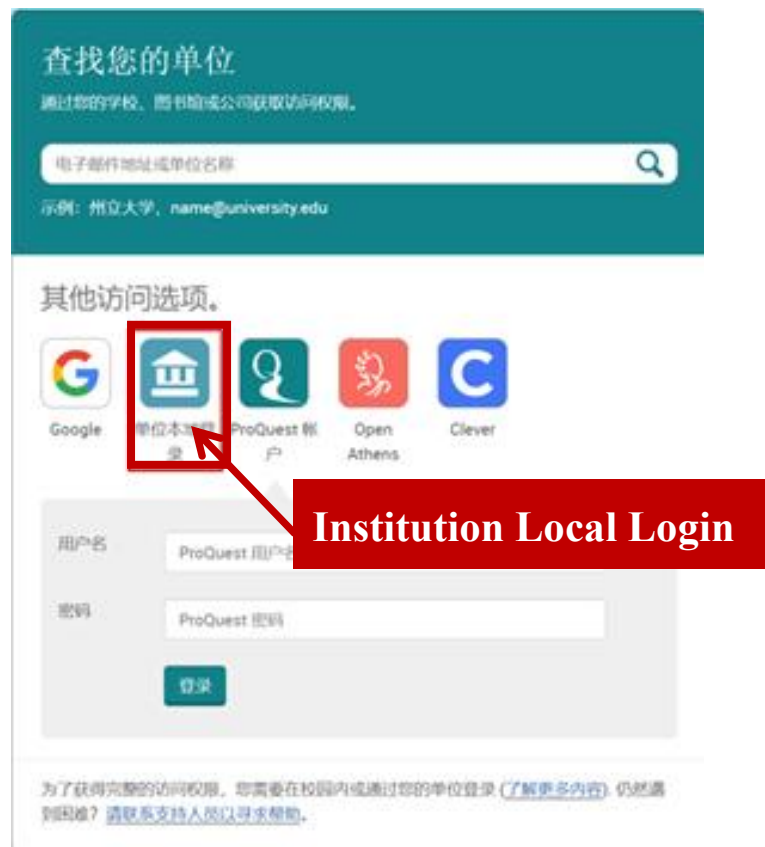 查找您的单位
通过您的学校、图书馆或公司获取访问权限。
电子邮件地址或单位名称
示例：州立大学，name@university.edu
其他访问选项。
Google
单位本
录
ProQuest 帐
户
Open
Athens
Clever
Institution Local Login
用户名
ProQuest 用户名
密码
ProQuest 密码
登录
为了获得完整的访问权限，您需要在校园内或通过您的单位登录 (了解更多内容). 仍然遇
到困难？请联系支持人员以寻求帮助。